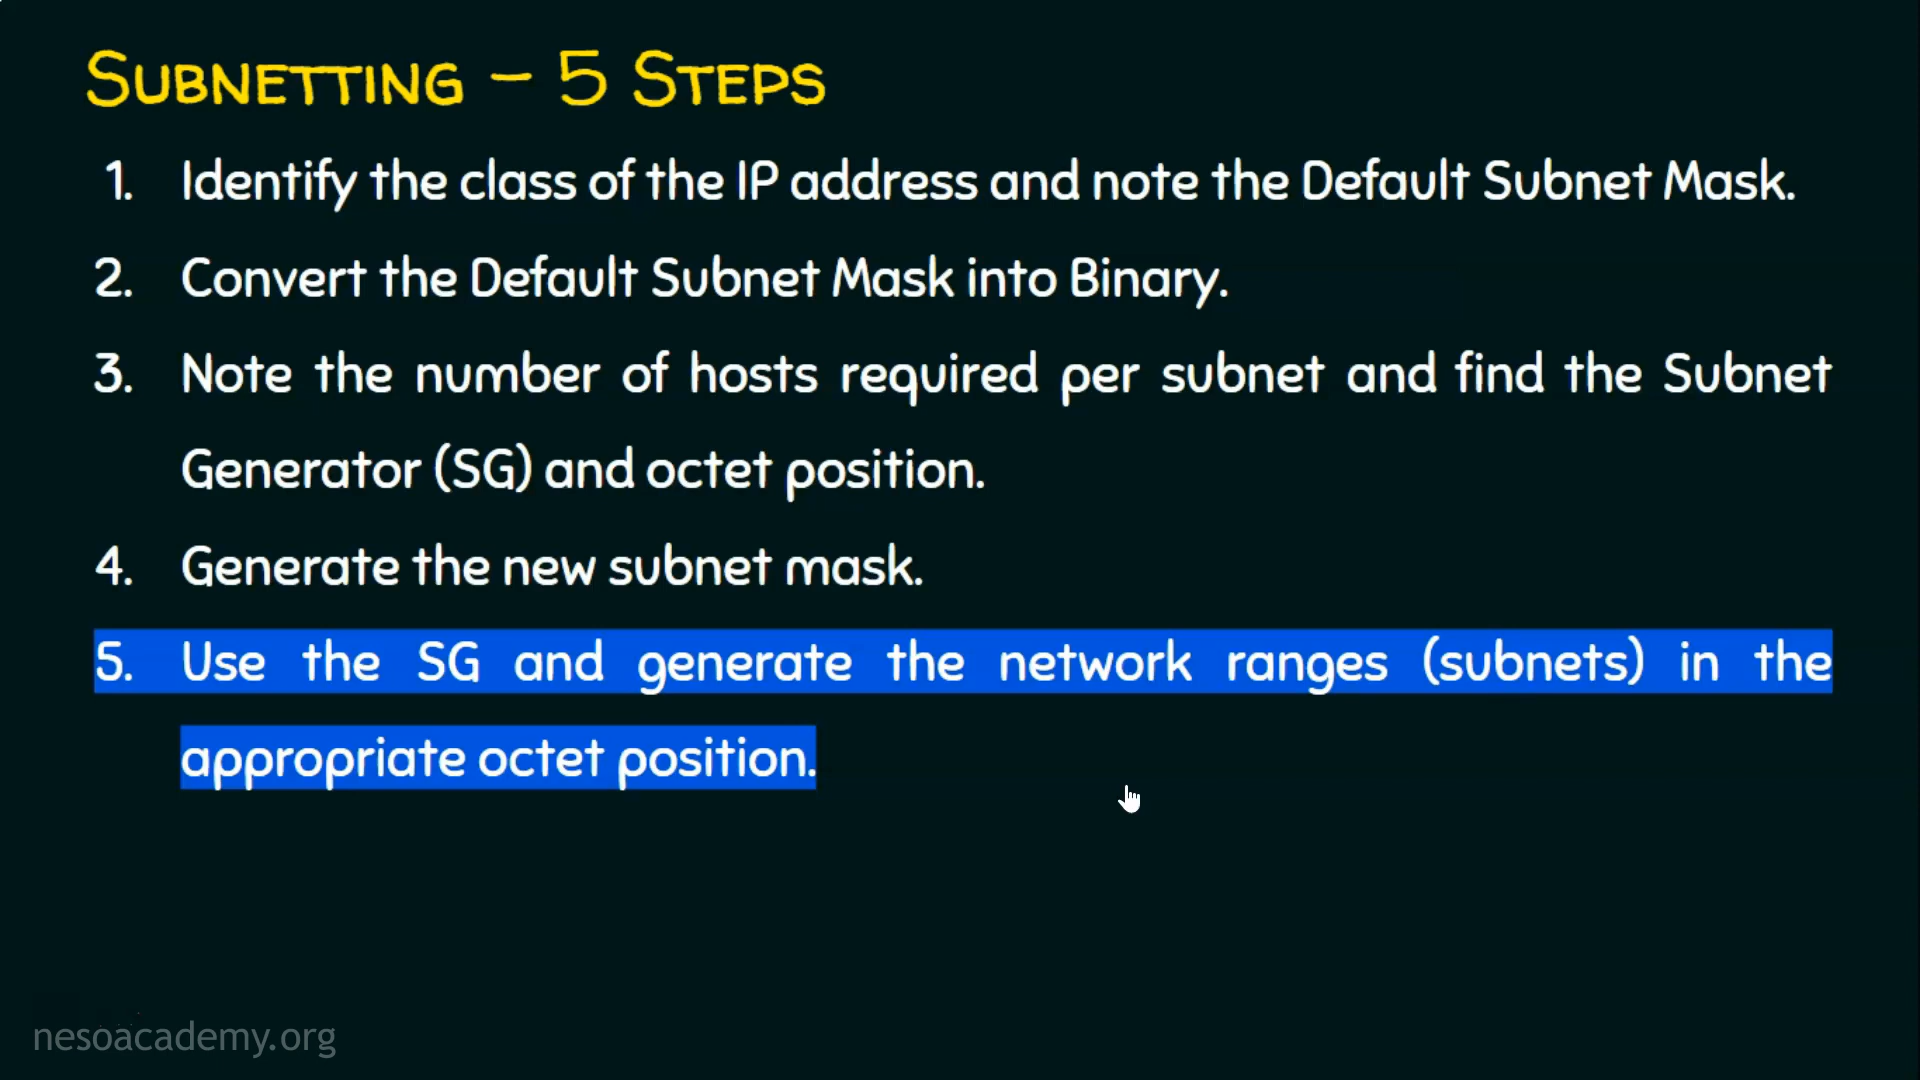 SUBNETTING – 5 STEPS
1. Identify the class of the IP address and note the Default Subnet Mask.
2. Convert the Default Subnet Mask into Binary.
3. Note the number of hosts required per subnet and find the Subnet
Generator (SG) and octet position.
4. Generate the new subnet mask.
5. Use the SG and generate the network ranges (subnets) in the
appropriate octet position.
nesoacademy.org